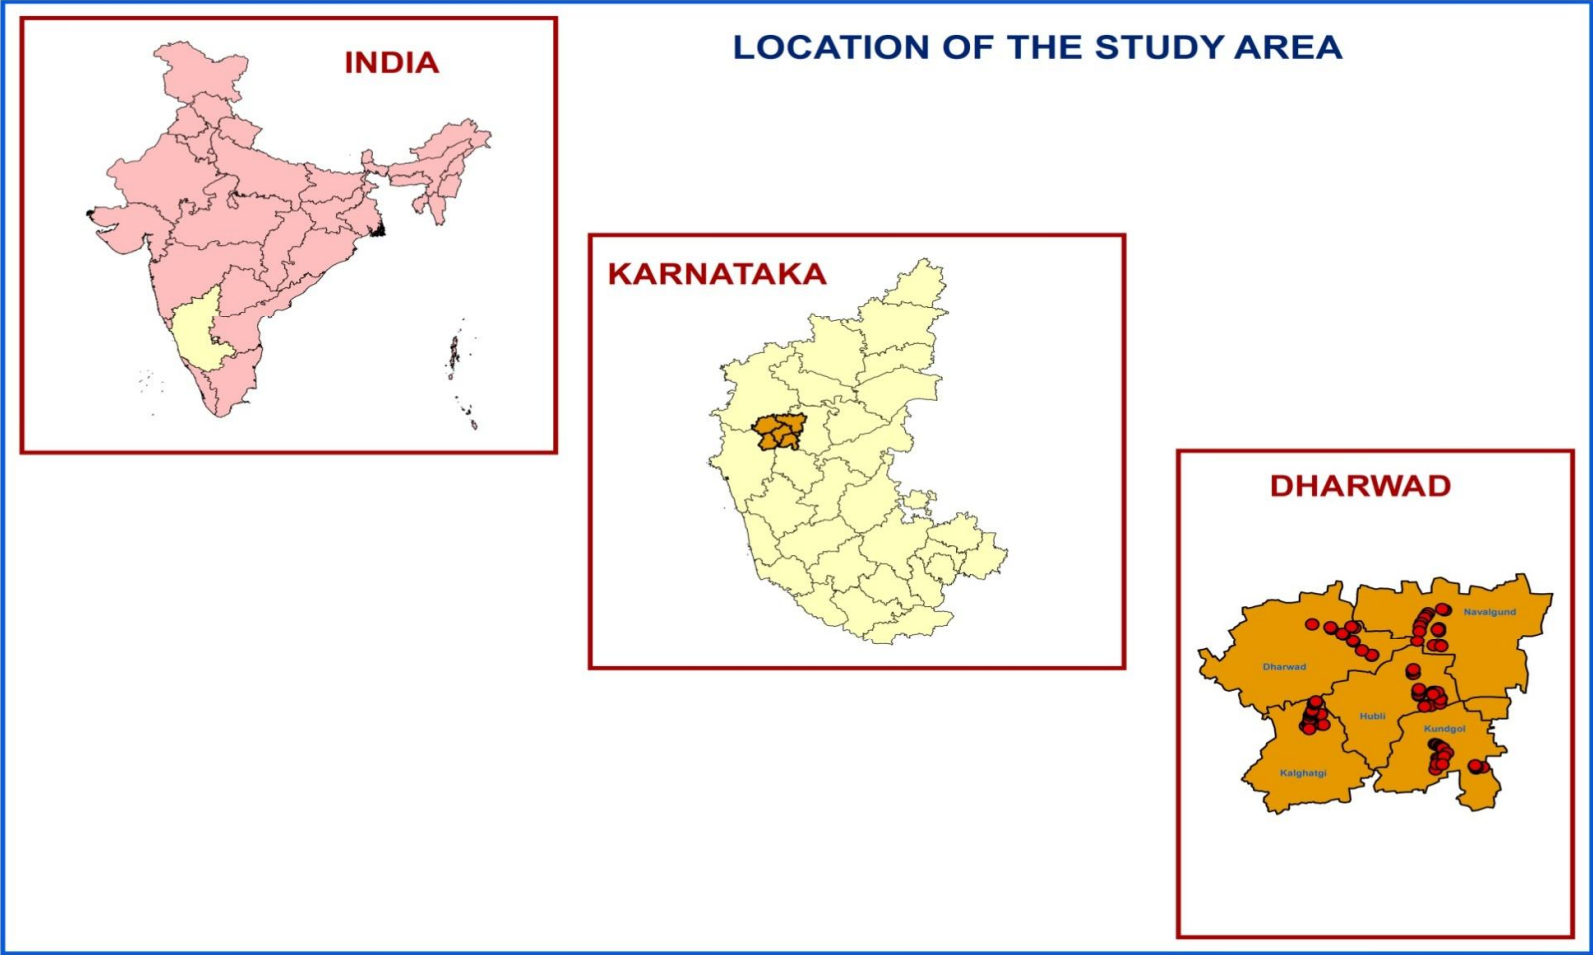 LOCATION OF THE STUDY AREA
INDIA
KARNATAKA
DHARWAD
Navalgund
Dharwad
Hubli
Kundgol
Kalghatgi